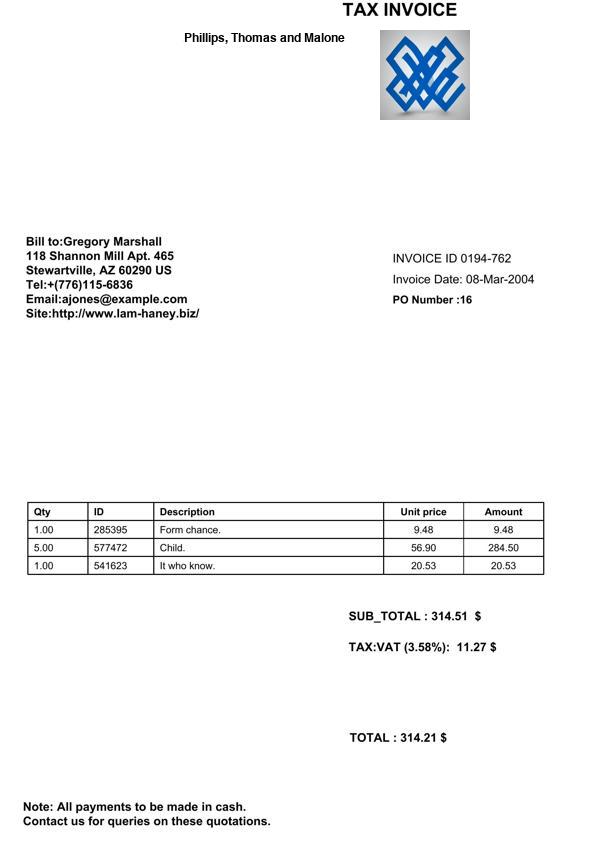 TAX INVOICE
Phillips, Thomas and Malone
Bill to:Gregory Marshall
118 Shannon Mill Apt. 465
Stewartville, AZ 60290 US
Tel:+(776)115-6836
Email:ajones@example.com
Site:http://www.lam-haney.biz/
INVOICE ID 0194-762
Invoice Date: 08-Mar-2004
PO Number :16
Qty ID Description Unit price Amount
1.00 285395 Form chance. 9.48 9.48
5.00 577472 Child. 56.90 284.50
1.00 541623 It who know. 20.53 20.53
SUB_TOTAL : 314.51 $
TAX:VAT (3.58%): 11.27 $
TOTAL : 314.21 $
Note: All payments to be made in cash.
Contact us for queries on these quotations.